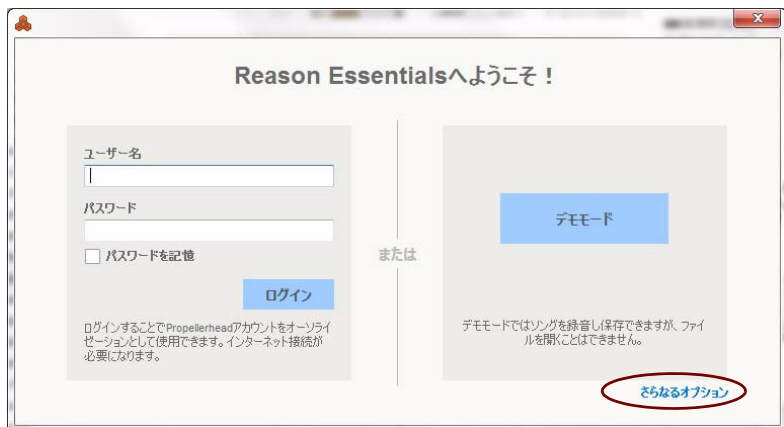 Reason Essentialsへようこそ！
ユーザー名
パスワード
パスワードを記憶
ログイン
ログインすることでPropellerheadアカウントをオーソライ
ゼーションとして使用できます。インターネット接続が
必要になります。
または
デモモード
デモモードではソングを録音し保存できますが、ファイ
ルを開くことはできません。
さらなるオプション